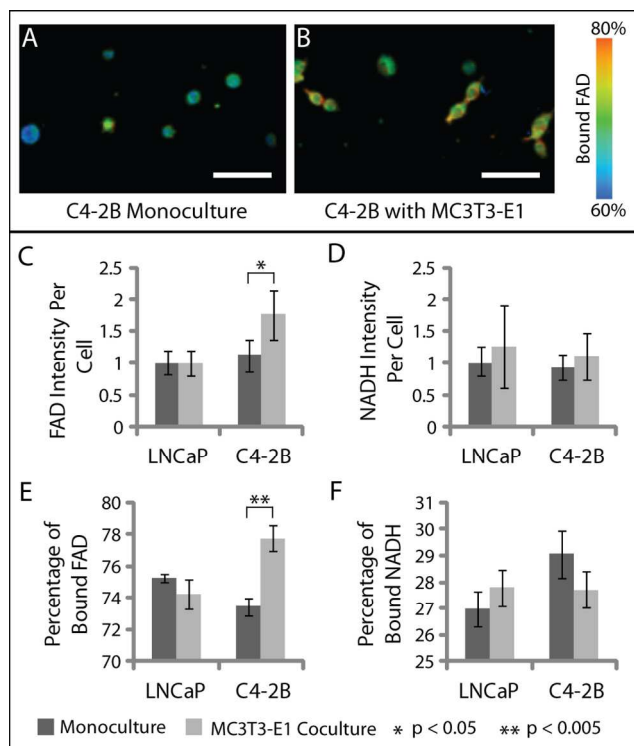 A
B
80%
Bound FAD
60%
C4-2B Monoculture
C4-2B with MC3T3-E1
C
FAD Intensity Per
Cell
2.5
2
1.5
1
0.5
0
*
LNCaP
C4-2B
D
NADH Intensity
Per Cell
2.5
2
1.5
1
0.5
0
LNCaP
C4-2B
E
Percentage of
Bound FAD
80
78
76
74
72
70
**
LNCaP
C4-2B
F
Percentage of
Bound NADH
31
30
29
28
27
26
25
LNCaP
C4-2B
Monoculture MC3T3-E1 Coculture * p < 0.05 ** p < 0.005